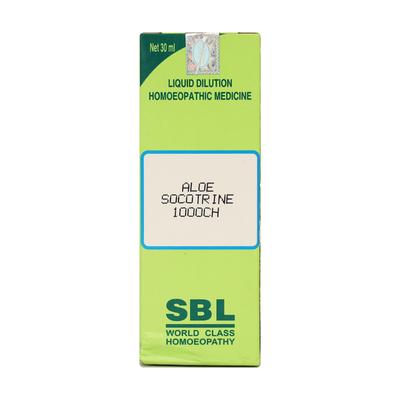 Net 30 ml
LIQUID DILUTION
HOMOEOPATHIC MEDICINE
ALOE
SOCOTRINE
1000CH
SBL
WORLD CLASS
HOMOEOPATHY